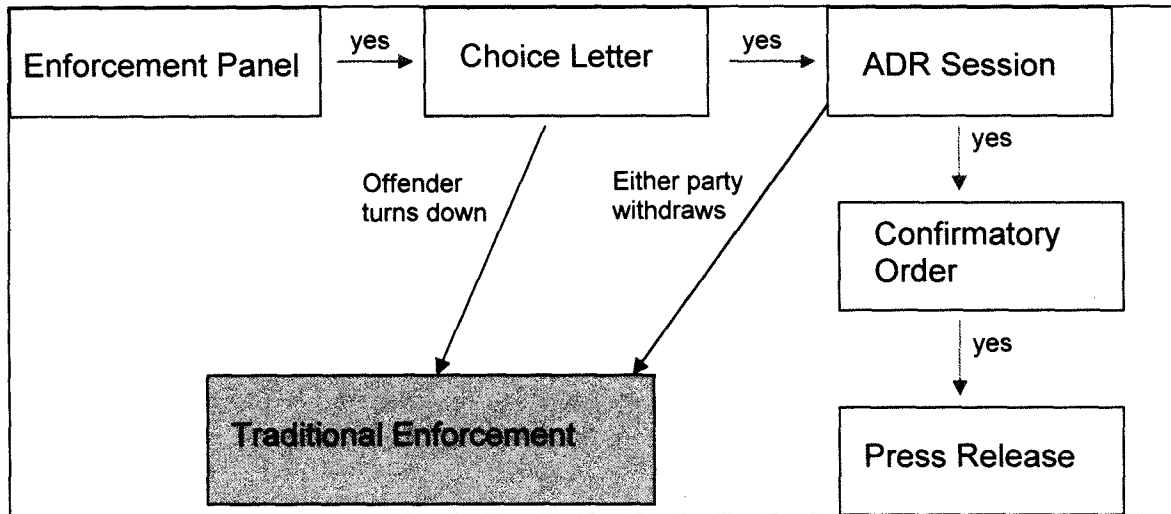 Enforcement Panel
yes
Choice Letter
yes
ADR Session
yes
Offender
turns down
Either party
withdraws
Confirmatory
Order
yes
Traditional Enforcement
Press Release